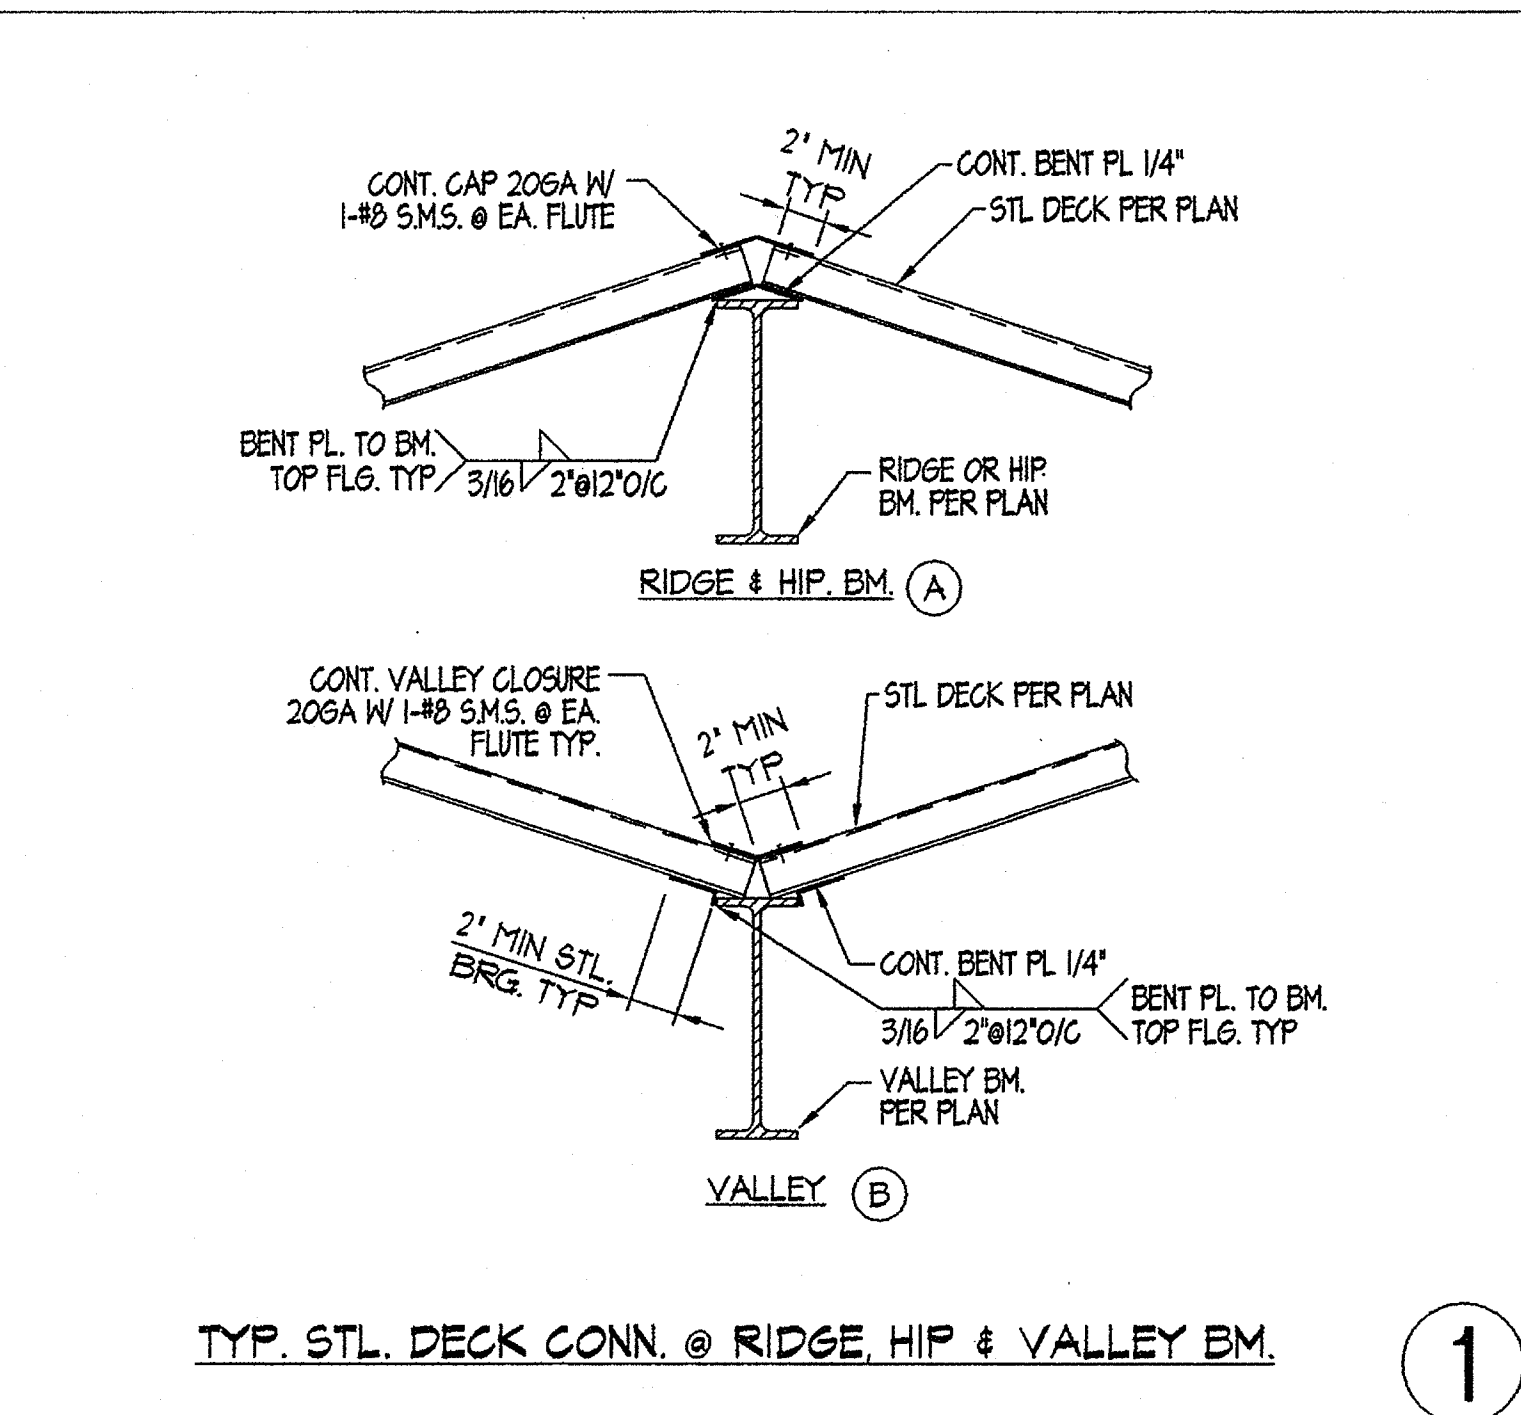 2" MIN
TYP
CONT. CAP 20GA W/
1-#8 S.M.S. @ EA. FLUTE
CONT. BENT PL 1/4"
STL DECK PER PLAN
BENT PL. TO BM.
TOP FLG. TYP
3/16
2"@12"O/C
RIDGE OR HIP.
BM. PER PLAN
RIDGE & HIP. BM.
A
CONT. VALLEY CLOSURE
20GA W/ 1-#8 S.M.S. @ EA.
FLUTE TYP.
2" MIN
TYP
STL DECK PER PLAN
2" MIN STL.
BRG. TYP
CONT. BENT PL 1/4"
3/16
2"@12"O/C
BENT PL. TO BM.
TOP FLG. TYP
VALLEY BM.
PER PLAN
VALLEY
B
TYP. STL. DECK CONN. @ RIDGE, HIP & VALLEY BM.
1